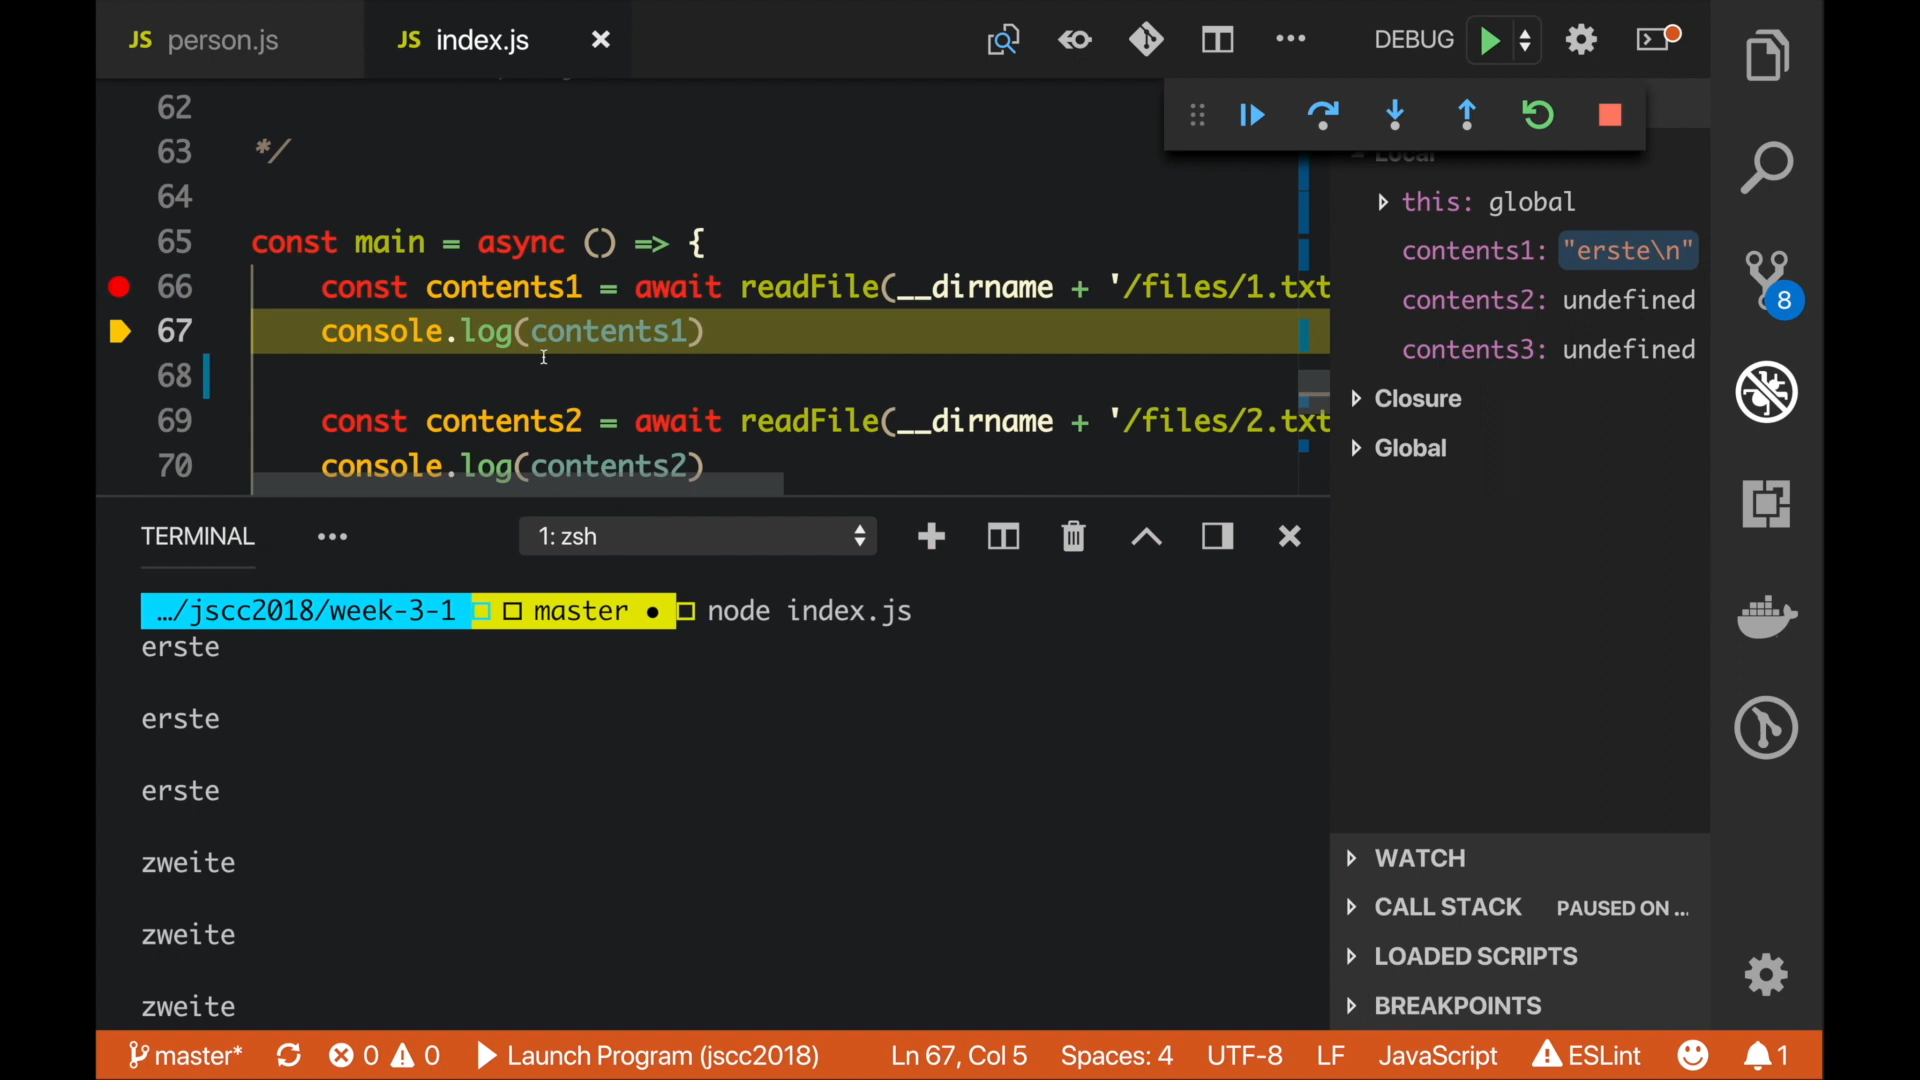 JS person.js
JS index.js
DEBUG
62
63 */
64
65 const main = async () => {
66 const contents1 = await readFile(__dirname + '/files/1.txt
67 console.log(contents1)
68
69 const contents2 = await readFile(__dirname + '/files/2.txt
70 console.log(contents2)
Local
this: global
contents1: "erste\n"
contents2: undefined
contents3: undefined
Closure
Global
8
TERMINAL
1: zsh
…/jscc2018/week-3-1 master ● node index.js
erste
erste
erste
zweite
zweite
zweite
WATCH
CALL STACK PAUSED ON …
LOADED SCRIPTS
BREAKPOINTS
master* 0 0 Launch Program (jscc2018) Ln 67, Col 5 Spaces: 4 UTF-8 LF JavaScript ESLint 1